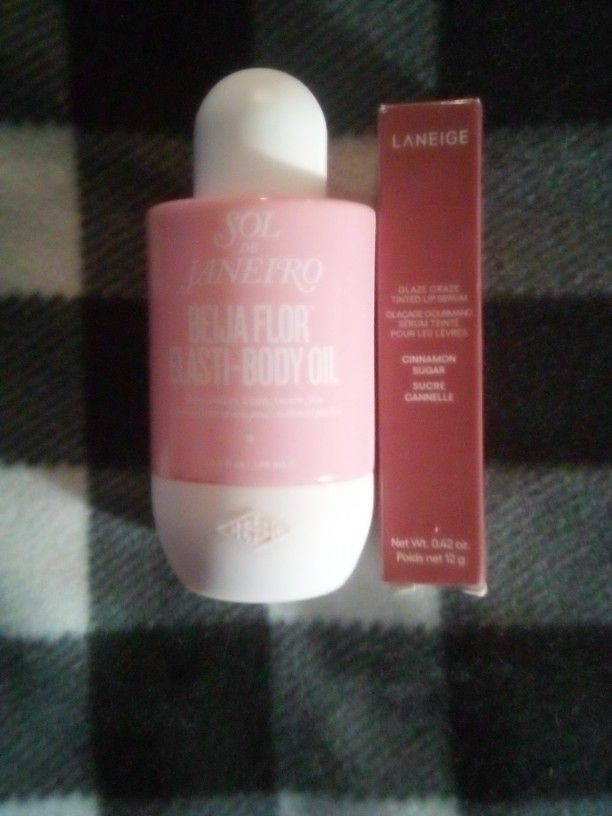 SOL
DE
JANEIRO
BEIJA FLOR™
ELASTI-BODY OIL
LANEIGE
GLAZE CRAZE
TINTED LIP SERUM
GLAÇAGE GOURMAND
SÉRUM TEINTÉ
POUR LES LÈVRES
CINNAMON
SUGAR
SUCRE
CANNELLE
Net Wt. 0.42 oz.
Poids net 12 g